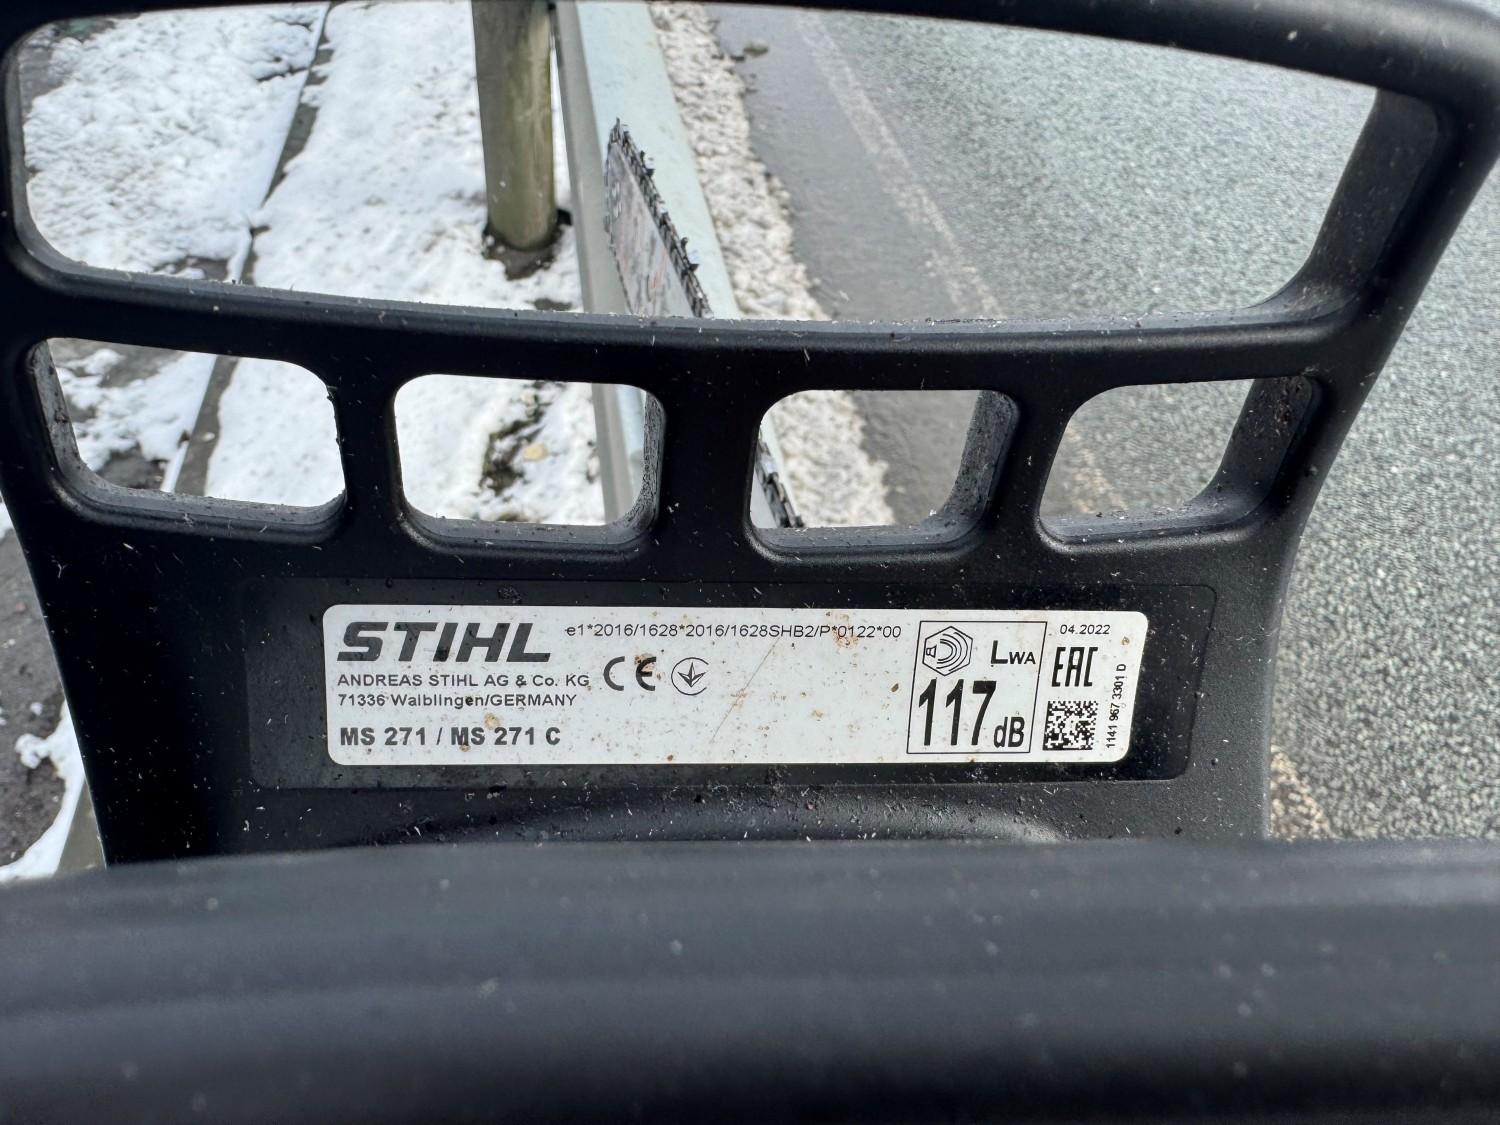 STIHL
e1*2016/1628*2016/1628SHB2/P*0122*00
ANDREAS STIHL AG & Co. KG
71336 Waiblingen/GERMANY
MS 271 / MS 271 C
CE
LWA
117 dB
04.2022
EAC
1141 967 3301 D